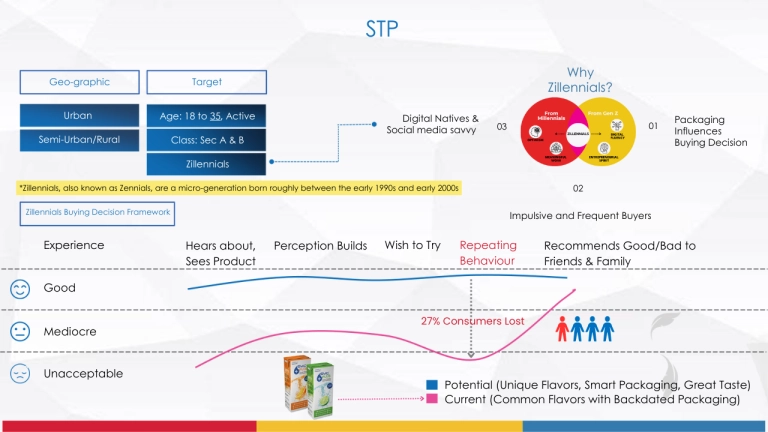 STP
Geo-graphic
Target
Urban
Semi-Urban/Rural
Age: 18 to 35, Active
Class: Sec A & B
Zillennials
Digital Natives &
Social media savvy
Why
Zillennials?
From
Millennials
From Gen Z
ZILLENNIALS
03
01
Packaging
Influences
Buying Decision
02
Impulsive and Frequent Buyers
*Zillennials, also known as Zennials, are a micro-generation born roughly between the early 1990s and early 2000s
Zillennials Buying Decision Framework
Experience
Hears about,
Sees Product
Perception Builds
Wish to Try
Repeating
Behaviour
Recommends Good/Bad to
Friends & Family
Good
27% Consumers Lost
Mediocre
Unacceptable
Potential (Unique Flavors, Smart Packaging, Great Taste)
Current (Common Flavors with Backdated Packaging)